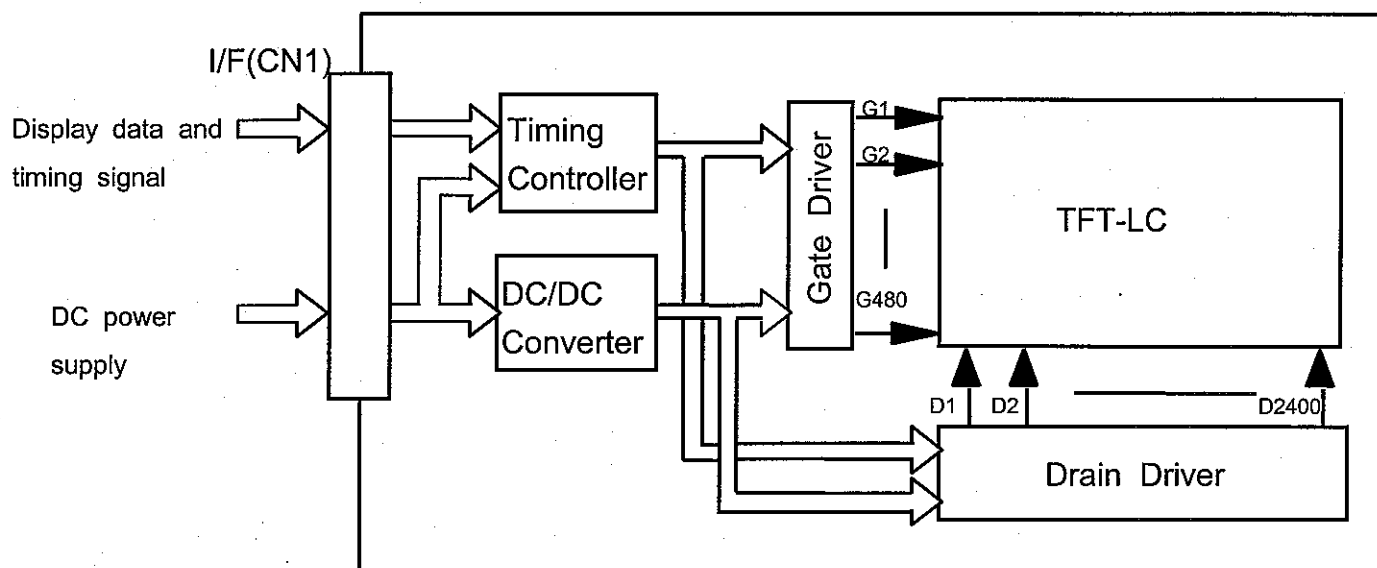 I/F(CN1)
Display data and
timing signal
DC power
supply
Timing
Controller
DC/DC
Converter
Gate Driver
G1
G2
G480
TFT-LC
D1
D2
D2400
Drain Driver